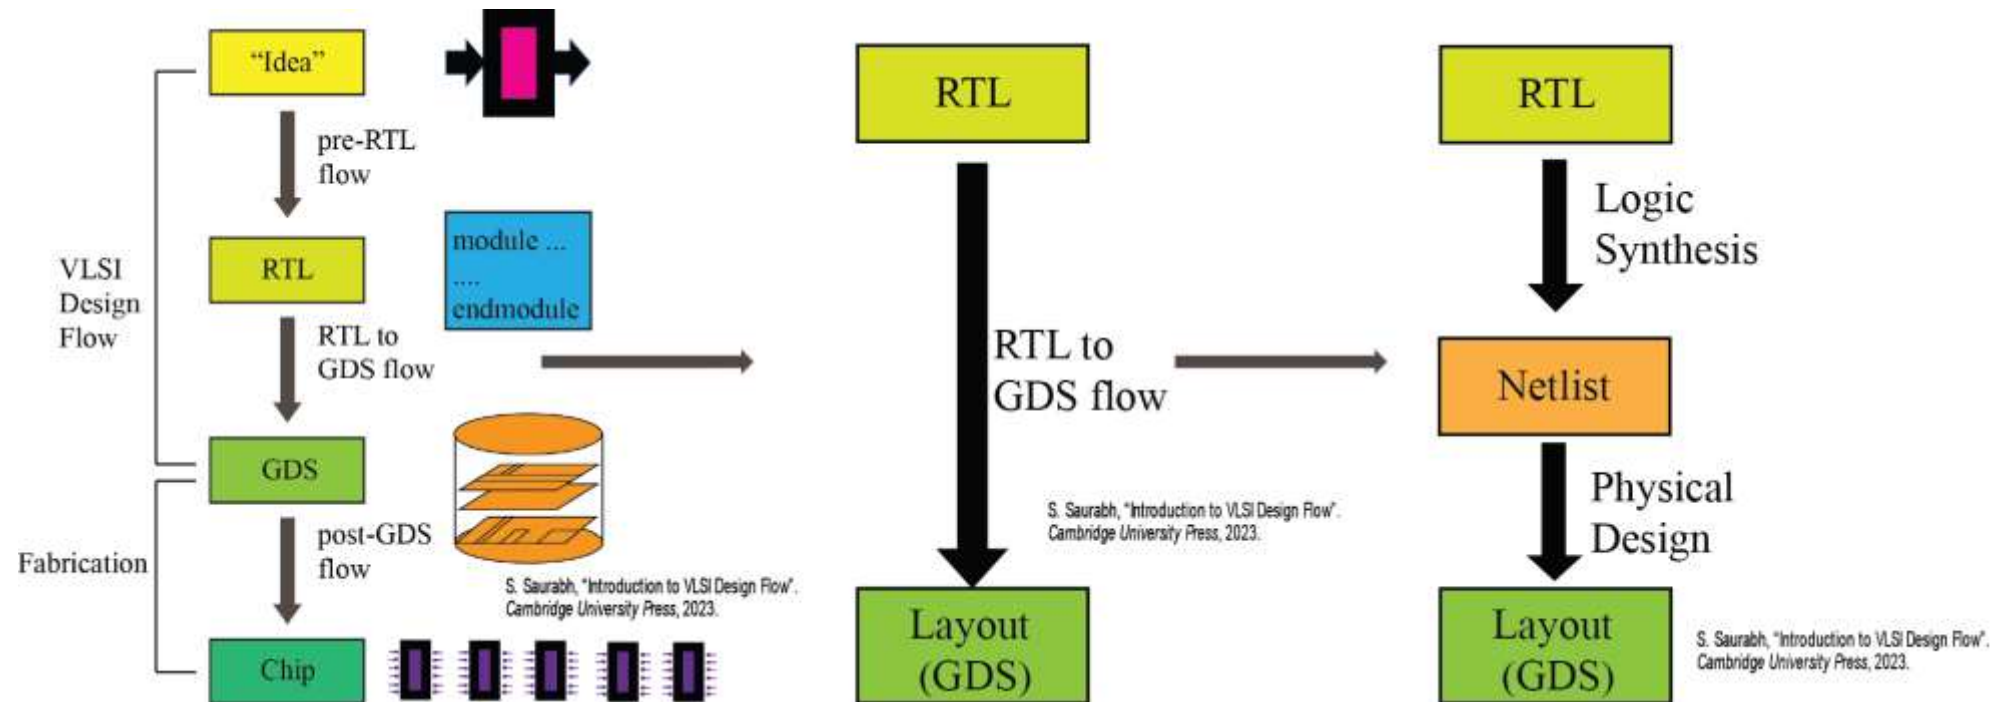 “Idea”
pre-RTL
flow
VLSI
Design
Flow
RTL
module ...
....
endmodule
RTL to
GDS flow
GDS
Fabrication
post-GDS
flow
S. Saurabh, "Introduction to VLSI Design Flow".
Cambridge University Press, 2023.
Chip
RTL
RTL to
GDS flow
S. Saurabh, "Introduction to VLSI Design Flow".
Cambridge University Press, 2023.
Layout
(GDS)
RTL
Logic
Synthesis
Netlist
Physical
Design
Layout
(GDS)
S. Saurabh, "Introduction to VLSI Design Flow".
Cambridge University Press, 2023.